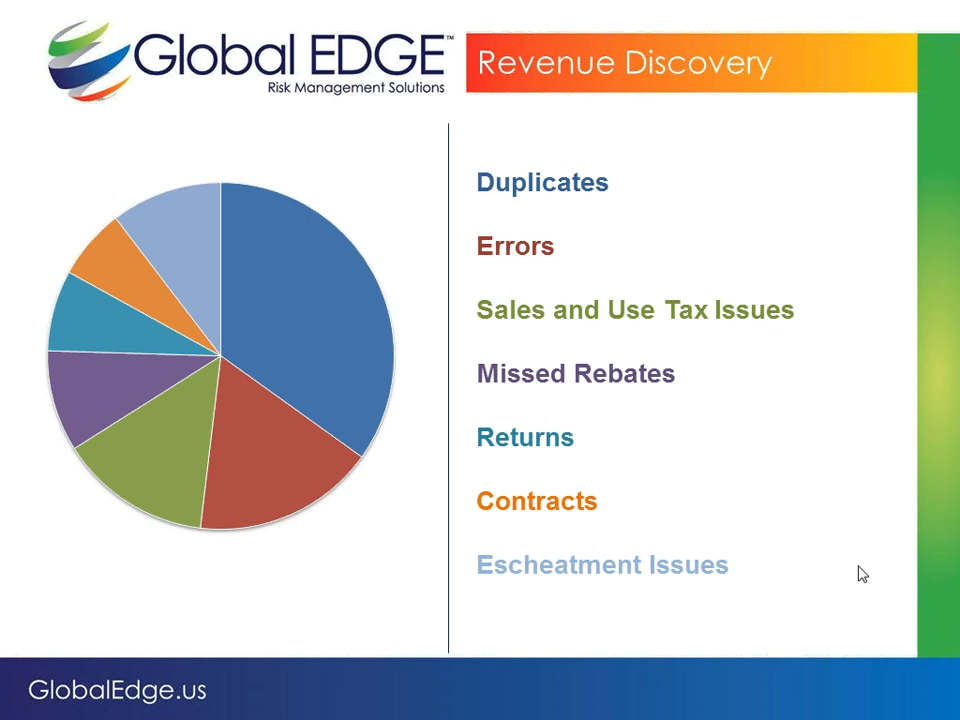 Global EDGE™
Risk Management Solutions
Revenue Discovery
Duplicates
Errors
Sales and Use Tax Issues
Missed Rebates
Returns
Contracts
Escheatment Issues
GlobalEdge.us